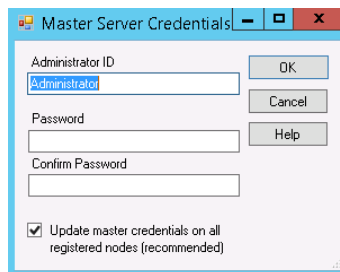 Master Server Credentials
Administrator ID
OK
Administrator
Cancel
Password
Help
Confirm Password
Update master credentials on all
registered nodes (recommended)